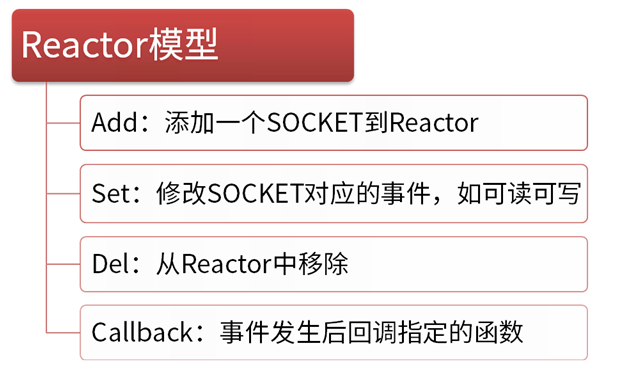 Reactor模型
Add：添加一个SOCKET到Reactor
Set：修改SOCKET对应的事件，如可读可写
Del：从Reactor中移除
Callback：事件发生后回调指定的函数